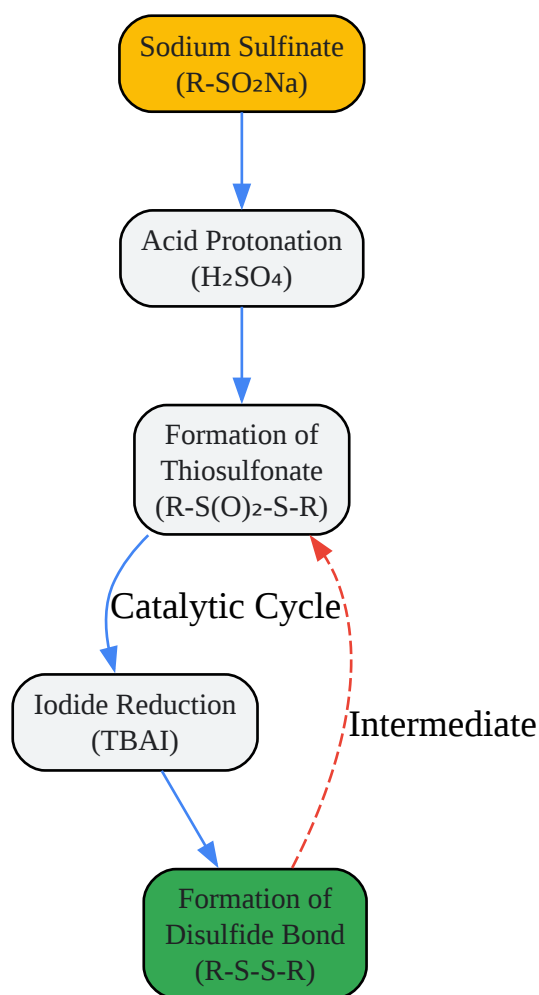 Sodium Sulfinate
(R-SO₂Na)
Acid Protonation
(H₂SO₄)
Formation of
Thiosulfonate
(R-S(O)₂-S-R)
Catalytic Cycle
Iodide Reduction
(TBAI)
Intermediate
Formation of
Disulfide Bond
(R-S-S-R)